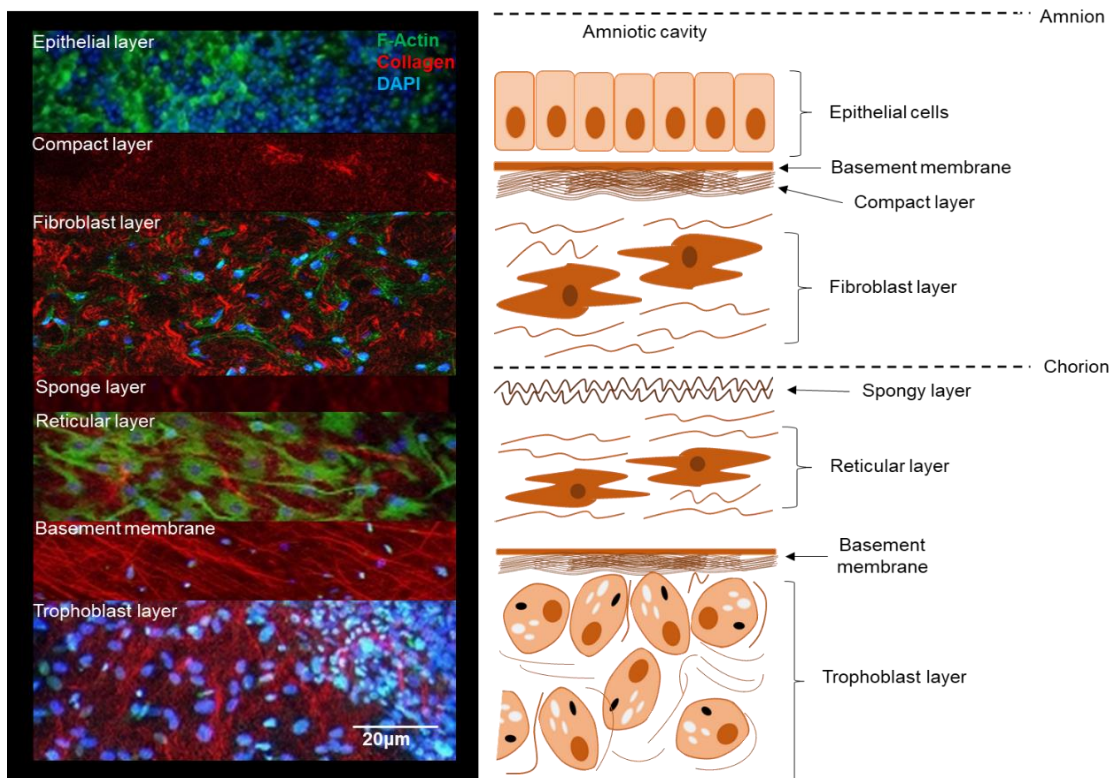 Epithelial layer
F-Actin
Collagen
DAPI
Compact layer
Fibroblast layer
Sponge layer
Reticular layer
Basement membrane
Trophoblast layer
20µm
Amnion
Amniotic cavity
Epithelial cells
Basement membrane
Compact layer
Fibroblast layer
Chorion
Spongy layer
Reticular layer
Basement
membrane
Trophoblast layer